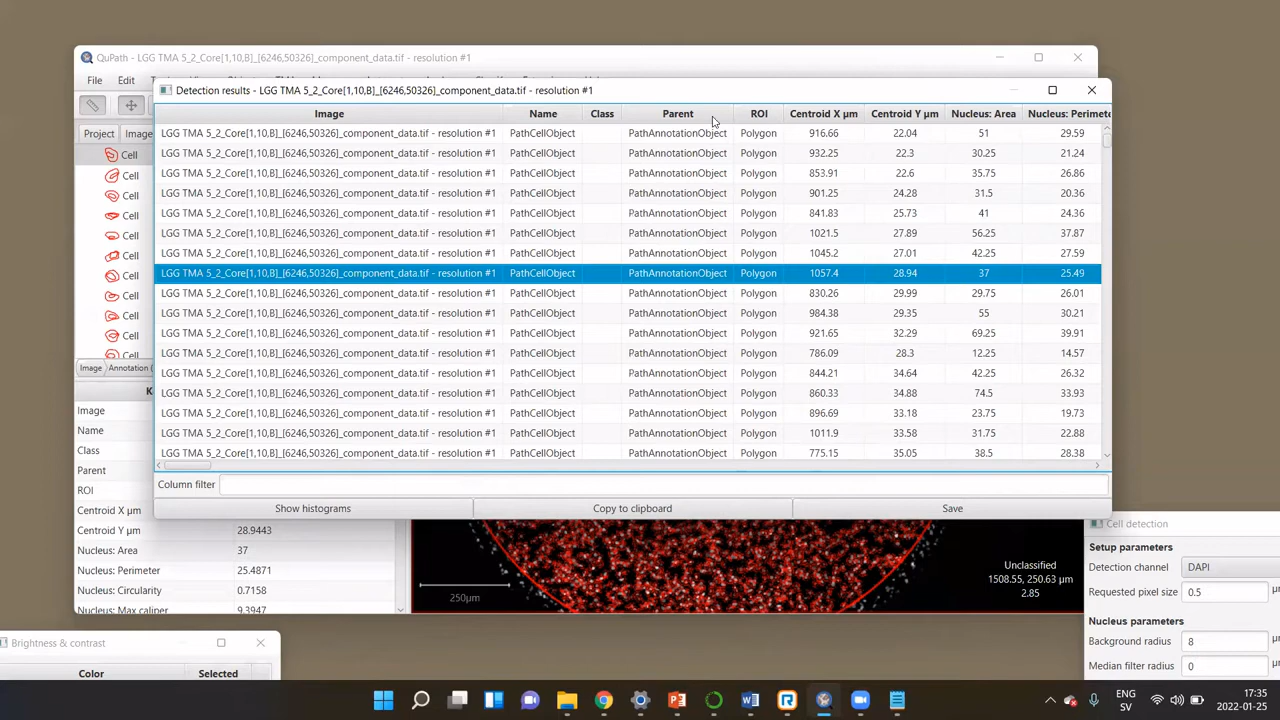 QuPath - LGG TMA 5_2_Core[1,10,B]_[6246,50326]_component_data.tif - resolution #1
File Edit
Detection results - LGG TMA 5_2_Core[1,10,B]_[6246,50326]_component_data.tif - resolution #1
Image Name Class Parent ROI Centroid X µm Centroid Y µm Nucleus: Area Nucleus: Perimete
LGG TMA 5_2_Core[1,10,B]_[6246,50326]_component_data.tif - resolution #1 PathCellObject PathAnnotationObject Polygon 916.66 22.04 51 29.59
LGG TMA 5_2_Core[1,10,B]_[6246,50326]_component_data.tif - resolution #1 PathCellObject PathAnnotationObject Polygon 932.25 22.3 30.25 21.24
LGG TMA 5_2_Core[1,10,B]_[6246,50326]_component_data.tif - resolution #1 PathCellObject PathAnnotationObject Polygon 853.91 22.6 35.75 26.86
LGG TMA 5_2_Core[1,10,B]_[6246,50326]_component_data.tif - resolution #1 PathCellObject PathAnnotationObject Polygon 901.25 24.28 31.5 20.36
LGG TMA 5_2_Core[1,10,B]_[6246,50326]_component_data.tif - resolution #1 PathCellObject PathAnnotationObject Polygon 841.83 25.73 41 24.36
LGG TMA 5_2_Core[1,10,B]_[6246,50326]_component_data.tif - resolution #1 PathCellObject PathAnnotationObject Polygon 1021.5 27.89 56.25 37.87
LGG TMA 5_2_Core[1,10,B]_[6246,50326]_component_data.tif - resolution #1 PathCellObject PathAnnotationObject Polygon 1045.2 27.01 42.25 27.59
LGG TMA 5_2_Core[1,10,B]_[6246,50326]_component_data.tif - resolution #1 PathCellObject PathAnnotationObject Polygon 1057.4 28.94 37 25.49
LGG TMA 5_2_Core[1,10,B]_[6246,50326]_component_data.tif - resolution #1 PathCellObject PathAnnotationObject Polygon 830.26 29.99 29.75 26.01
LGG TMA 5_2_Core[1,10,B]_[6246,50326]_component_data.tif - resolution #1 PathCellObject PathAnnotationObject Polygon 984.38 29.35 55 30.21
LGG TMA 5_2_Core[1,10,B]_[6246,50326]_component_data.tif - resolution #1 PathCellObject PathAnnotationObject Polygon 921.65 32.29 69.25 39.91
LGG TMA 5_2_Core[1,10,B]_[6246,50326]_component_data.tif - resolution #1 PathCellObject PathAnnotationObject Polygon 786.09 28.3 12.25 14.57
LGG TMA 5_2_Core[1,10,B]_[6246,50326]_component_data.tif - resolution #1 PathCellObject PathAnnotationObject Polygon 844.21 34.64 42.25 26.32
LGG TMA 5_2_Core[1,10,B]_[6246,50326]_component_data.tif - resolution #1 PathCellObject PathAnnotationObject Polygon 860.33 34.88 74.5 33.93
LGG TMA 5_2_Core[1,10,B]_[6246,50326]_component_data.tif - resolution #1 PathCellObject PathAnnotationObject Polygon 896.69 33.18 23.75 19.73
LGG TMA 5_2_Core[1,10,B]_[6246,50326]_component_data.tif - resolution #1 PathCellObject PathAnnotationObject Polygon 1011.9 33.58 31.75 22.88
LGG TMA 5_2_Core[1,10,B]_[6246,50326]_component_data.tif - resolution #1 PathCellObject PathAnnotationObject Polygon 775.15 35.05 38.5 28.38
Column filter
Show histograms Copy to clipboard Save
Project Image
Cell
Cell
Cell
Cell
Cell
Cell
Cell
Cell
Cell
Cell
Cell
Image Annotation
K
Image
Name
Class
Parent
ROI
Centroid X µm
Centroid Y µm 28.9443
Nucleus: Area 37
Nucleus: Perimeter 25.4871
Nucleus: Circularity 0.7158
Nucleus: Max caliper 9.3947
250µm
Unclassified
1508.55, 250.63 µm
2.85
Cell detection
Setup parameters
Detection channel DAPI
Requested pixel size 0.5
Nucleus parameters
Background radius 8
Median filter radius 0
Brightness & contrast
Color Selected
ENG
SV
17:35
2022-01-25